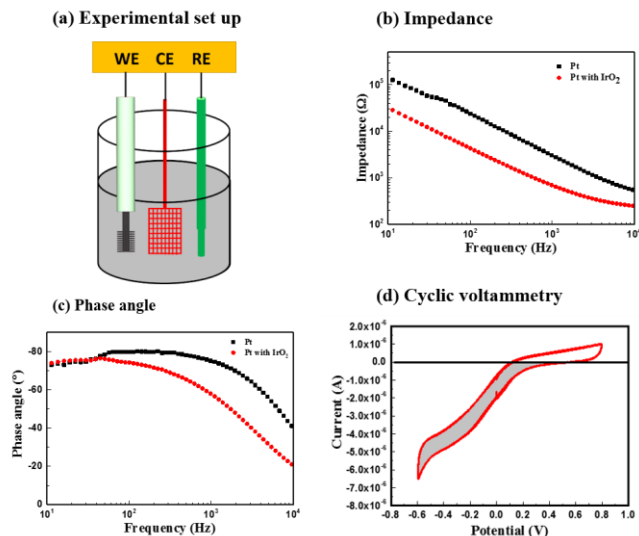 (a) Experimental set up
WE CE RE
(b) Impedance
Pt
Pt with IrO₂
Impedance (Ω)
10⁵
10⁴
10³
10²
10¹ 10² 10³ 10⁴
Frequency (Hz)
(c) Phase angle
Pt
Pt with IrO₂
Phase angle (°)
-80
-60
-40
-20
0
10¹ 10² 10³ 10⁴
Frequency (Hz)
(d) Cyclic voltammetry
Current (A)
1.0x10⁻⁶
0.0
-1.0x10⁻⁶
-2.0x10⁻⁶
-3.0x10⁻⁶
-4.0x10⁻⁶
-5.0x10⁻⁶
-6.0x10⁻⁶
-7.0x10⁻⁶
-8.0x10⁻⁶
-0.8 -0.6 -0.4 -0.2 0.0 0.2 0.4 0.6 0.8 1.0
Potential (V)